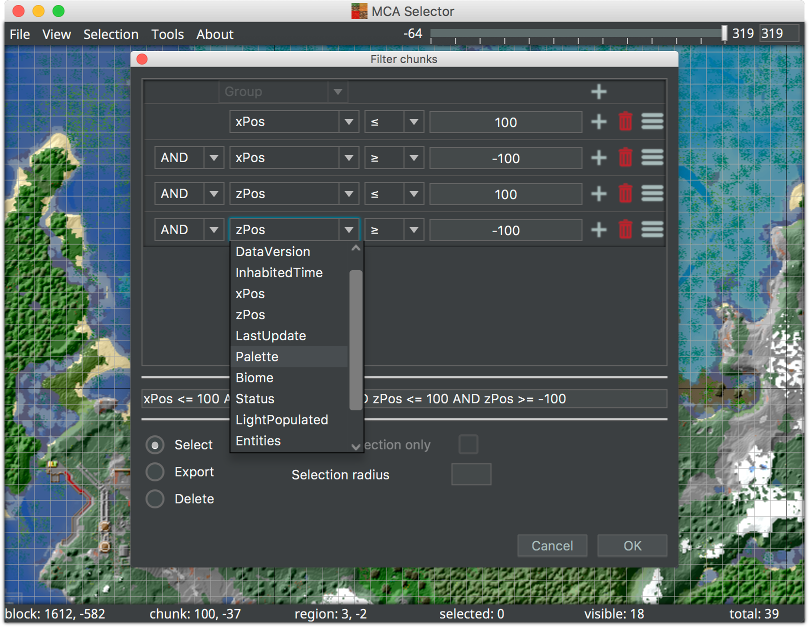 MCA Selector
File View Selection Tools About -64 319 319
Filter chunks
Group
xPos ≤ 100
AND xPos ≥ -100
AND zPos ≤ 100
AND zPos ≥ -100
DataVersion
InhabitedTime
xPos
zPos
LastUpdate
Palette
Biome
Status
LightPopulated
Entities
xPos <= 100 A D zPos <= 100 AND zPos >= -100
Select ection only
Export Selection radius
Delete
Cancel OK
block: 1612, -582 chunk: 100, -37 region: 3, -2 selected: 0 visible: 18 total: 39